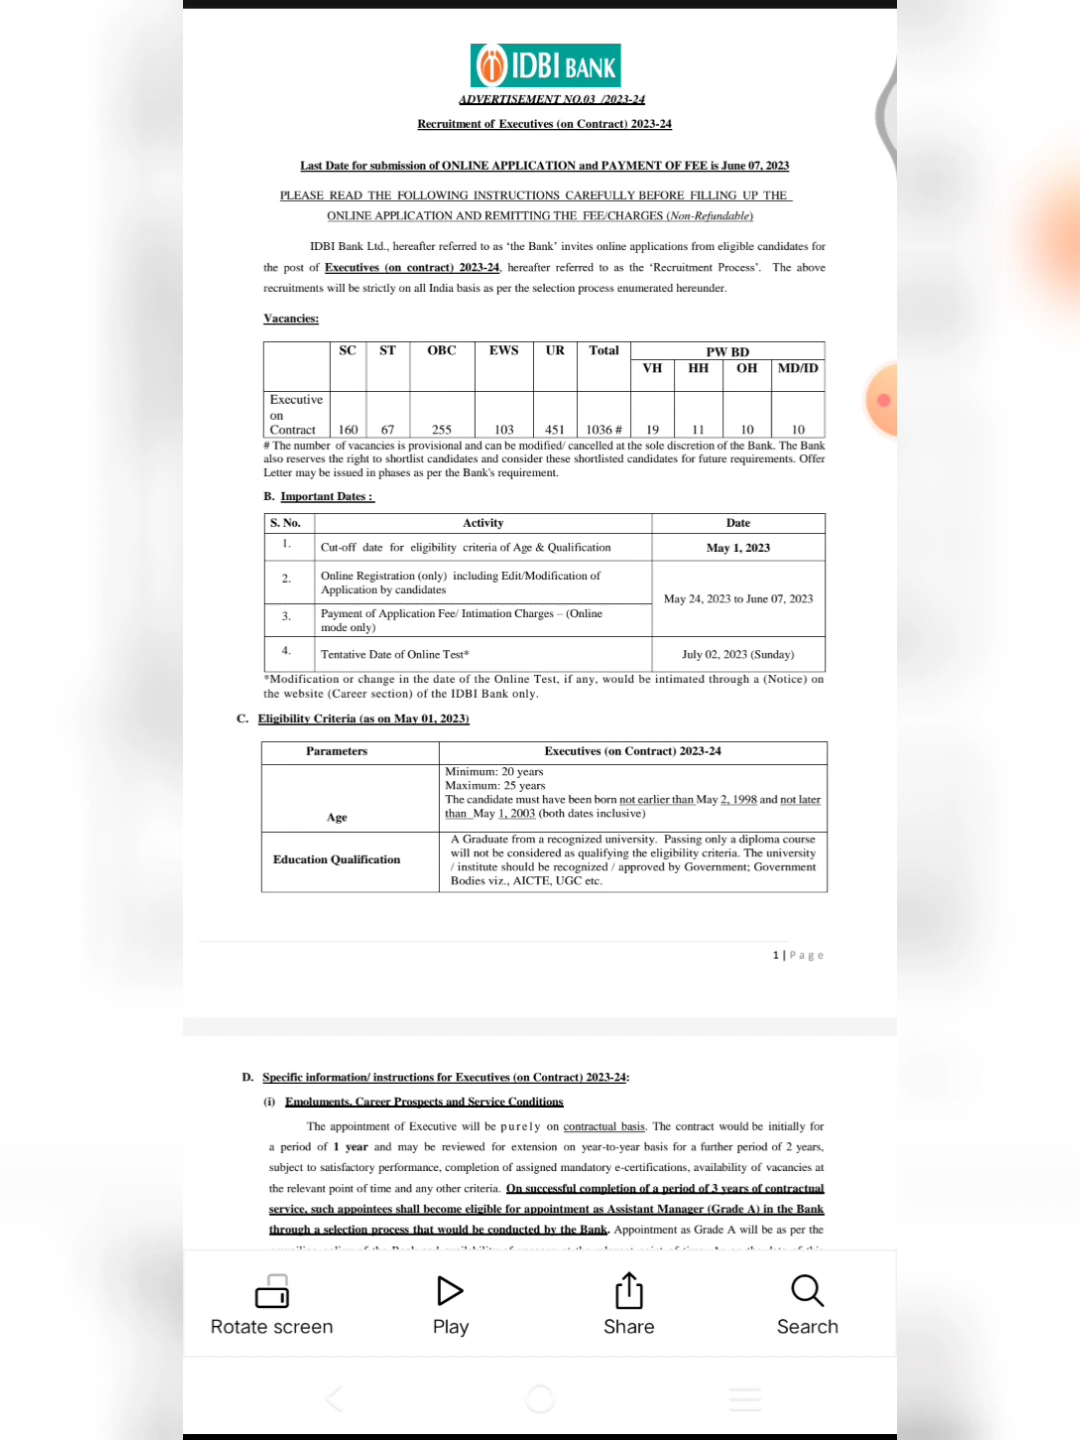 IDBI BANK
ADVERTISEMENT NO.03 /2023-24
Recruitment of Executives (on Contract) 2023-24
Last Date for submission of ONLINE APPLICATION and PAYMENT OF FEE is June 07, 2023
PLEASE READ THE FOLLOWING INSTRUCTIONS CAREFULLY BEFORE FILLING UP THE
ONLINE APPLICATION AND REMITTING THE FEE/CHARGES (Non-Refundable)
IDBI Bank Ltd., hereafter referred to as ‘the Bank’ invites online applications from eligible candidates for
the post of Executives (on contract) 2023-24, hereafter referred to as the ‘Recruitment Process’. The above
recruitments will be strictly on all India basis as per the selection process enumerated hereunder.
Vacancies:
SC ST OBC EWS UR Total PW BD
VH HH OH MD/ID
Executive
on
Contract 160 67 255 103 451 1036 # 19 11 10 10
# The number of vacancies is provisional and can be modified/ cancelled at the sole discretion of the Bank. The Bank
also reserves the right to shortlist candidates and consider these shortlisted candidates for future requirements. Offer
Letter may be issued in phases as per the Bank's requirement.
B. Important Dates :
S. No. Activity Date
1. Cut-off date for eligibility criteria of Age & Qualification May 1, 2023
2. Online Registration (only) including Edit/Modification of
Application by candidates
May 24, 2023 to June 07, 2023
3. Payment of Application Fee/ Intimation Charges – (Online
mode only)
4. Tentative Date of Online Test* July 02, 2023 (Sunday)
*Modification or change in the date of the Online Test, if any, would be intimated through a (Notice) on
the website (Career section) of the IDBI Bank only.
C. Eligibility Criteria (as on May 01, 2023)
Parameters Executives (on Contract) 2023-24
Minimum: 20 years
Maximum: 25 years
The candidate must have been born not earlier than May 2, 1998 and not later
Age than May 1, 2003 (both dates inclusive)
A Graduate from a recognized university. Passing only a diploma course
Education Qualification will not be considered as qualifying the eligibility criteria. The university
/ institute should be recognized / approved by Government; Government
Bodies viz., AICTE, UGC etc.
1 | Page
D. Specific information/ instructions for Executives (on Contract) 2023-24:
(i) Emoluments, Career Prospects and Service Conditions
The appointment of Executive will be purely on contractual basis. The contract would be initially for
a period of 1 year and may be reviewed for extension on year-to-year basis for a further period of 2 years,
subject to satisfactory performance, completion of assigned mandatory e-certifications, availability of vacancies at
the relevant point of time and any other criteria. On successful completion of a period of 3 years of contractual
service, such appointees shall become eligible for appointment as Assistant Manager (Grade A) in the Bank
through a selection process that would be conducted by the Bank. Appointment as Grade A will be as per the
Rotate screen Play Share Search